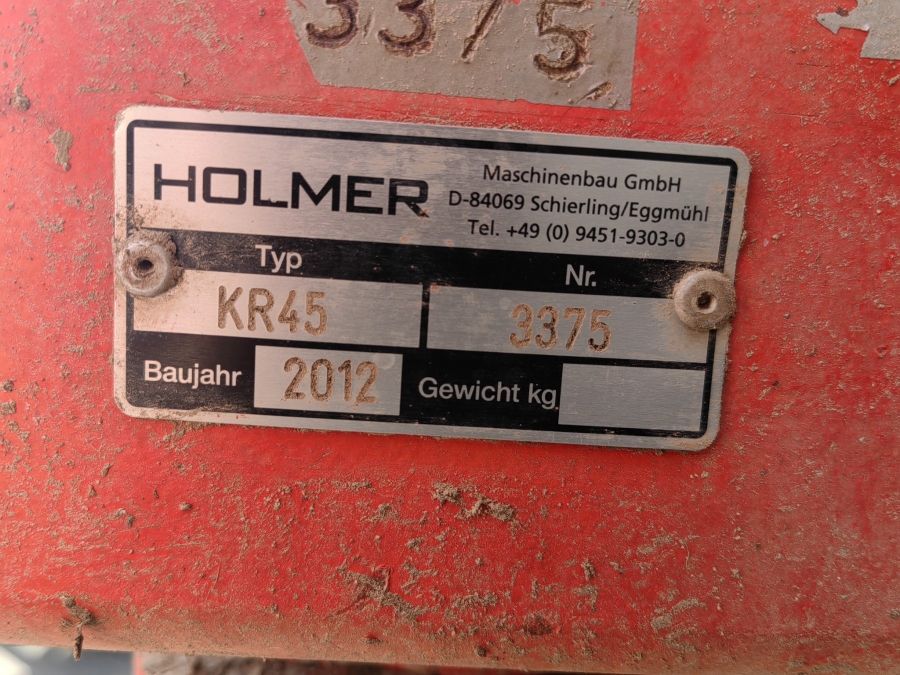 3375
HOLMER
Maschinenbau GmbH
D-84069 Schierling/Eggmühl
Tel. +49 (0) 9451-9303-0
Typ
Nr.
KR45
3375
Baujahr 2012 Gewicht kg